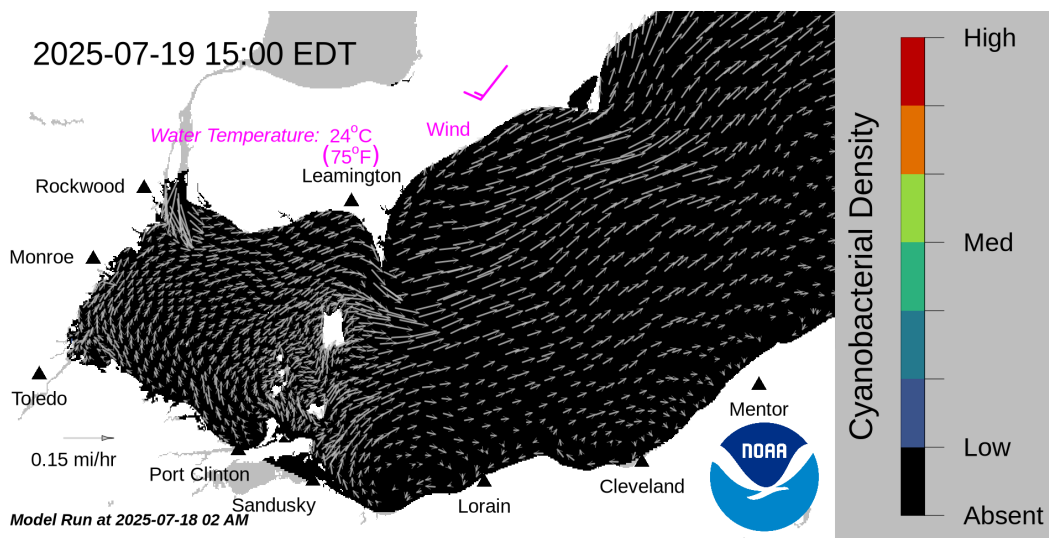 2025-07-19 15:00 EDT
Water Temperature: 24°C
(75°F)
Wind
Leamington
Rockwood
Monroe
Toledo
0.15 mi/hr
Port Clinton
Sandusky
Lorain
Cleveland
Mentor
NOAA
Model Run at 2025-07-18 02 AM
Cyanobacterial Density
High
Med
Low
Absent